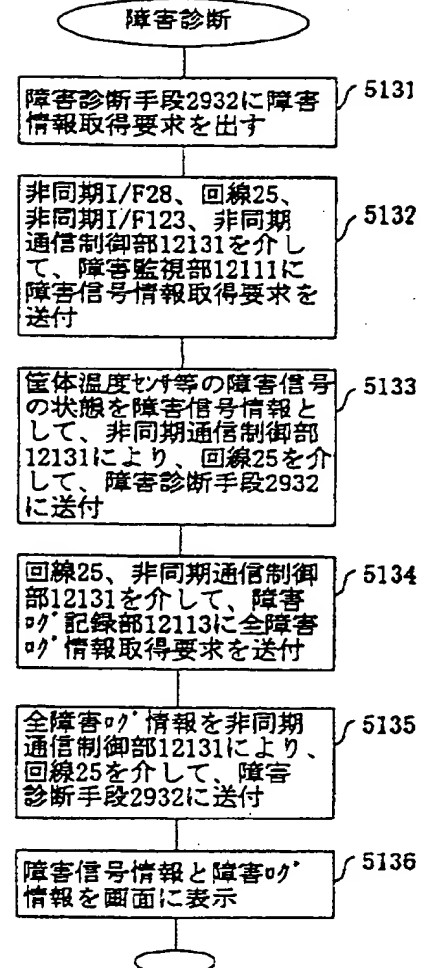 障害診断
5131
障害診断手段2932に障害
情報取得要求を出す
5132
非同期I/F28、回線25、
非同期I/F123、非同期
通信制御部12131を介し
て、障害監視部12111に
障害信号情報取得要求を
送付
5133
筐体温度ｾﾝｻ等の障害信号
の状態を障害信号情報と
して、非同期通信制御部
12131により、回線25を介
して、障害診断手段2932
に送付
5134
回線25、非同期通信制御
部12131を介して、障害
ﾛｸﾞ記録部12113に全障害
ﾛｸﾞ情報取得要求を送付
5135
全障害ﾛｸﾞ情報を非同期
通信制御部12131により、
回線25を介して、障害
診断手段2932に送付
5136
障害信号情報と障害ﾛｸﾞ
情報を画面に表示